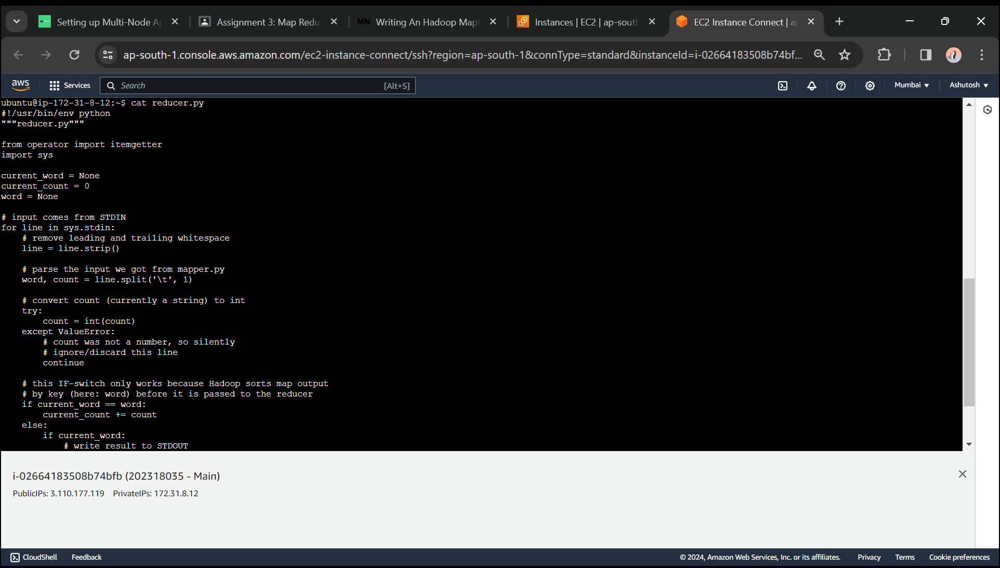 Setting up Multi-Node Ap
Assignment 3: Map Redu
MN Writing An Hadoop Map
Instances | EC2 | ap-sout
EC2 Instance Connect | a
ap-south-1.console.aws.amazon.com/ec2-instance-connect/ssh?region=ap-south-1&connType=standard&instanceId=i-02664183508b74bf...
aws Services Search [Alt+S] Mumbai Ashutosh
ubuntu@ip-172-31-8-12:~$ cat reducer.py
#!/usr/bin/env python
"""reducer.py"""
from operator import itemgetter
import sys
current_word = None
current_count = 0
word = None
# input comes from STDIN
for line in sys.stdin:
    # remove leading and trailing whitespace
    line = line.strip()
    # parse the input we got from mapper.py
    word, count = line.split('\t', 1)
    # convert count (currently a string) to int
    try:
        count = int(count)
    except ValueError:
        # count was not a number, so silently
        # ignore/discard this line
        continue
    # this IF-switch only works because Hadoop sorts map output
    # by key (here: word) before it is passed to the reducer
    if current_word == word:
        current_count += count
    else:
        if current_word:
            # write result to STDOUT
i-02664183508b74bfb (202318035 - Main)
PublicIPs: 3.110.177.119 PrivateIPs: 172.31.8.12
CloudShell Feedback © 2024, Amazon Web Services, Inc. or its affiliates. Privacy Terms Cookie preferences